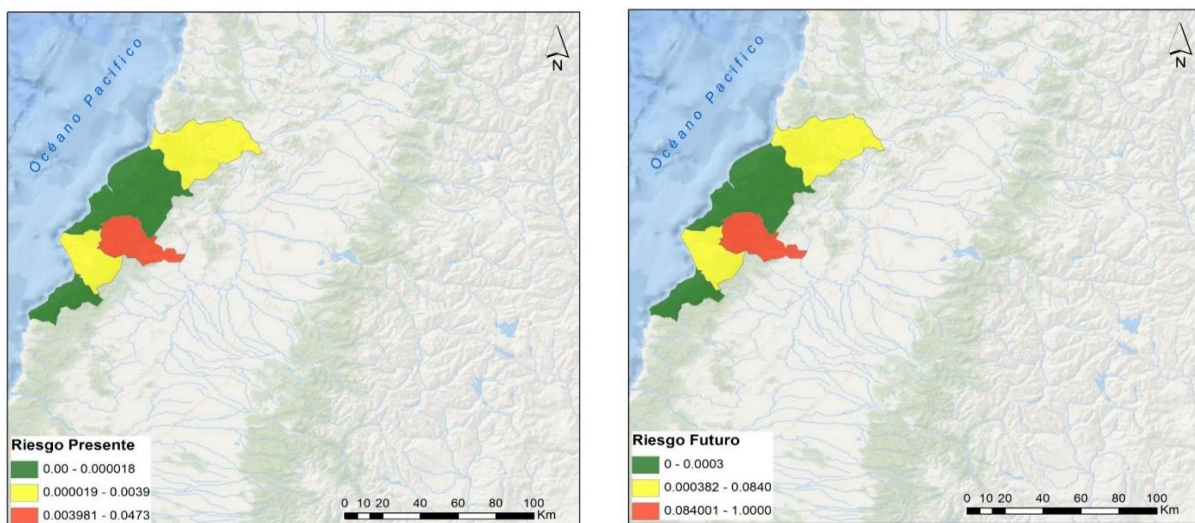 Océano Pacífico
N
Riesgo Presente
0.00 - 0.000018
0.000019 - 0.0039
0.003981 - 0.0473
0 10 20 40 60 80 100
Km
Océano Pacífico
N
Riesgo Futuro
0 - 0.0003
0.000382 - 0.0840
0.084001 - 1.0000
0 10 20 40 60 80 100
Km